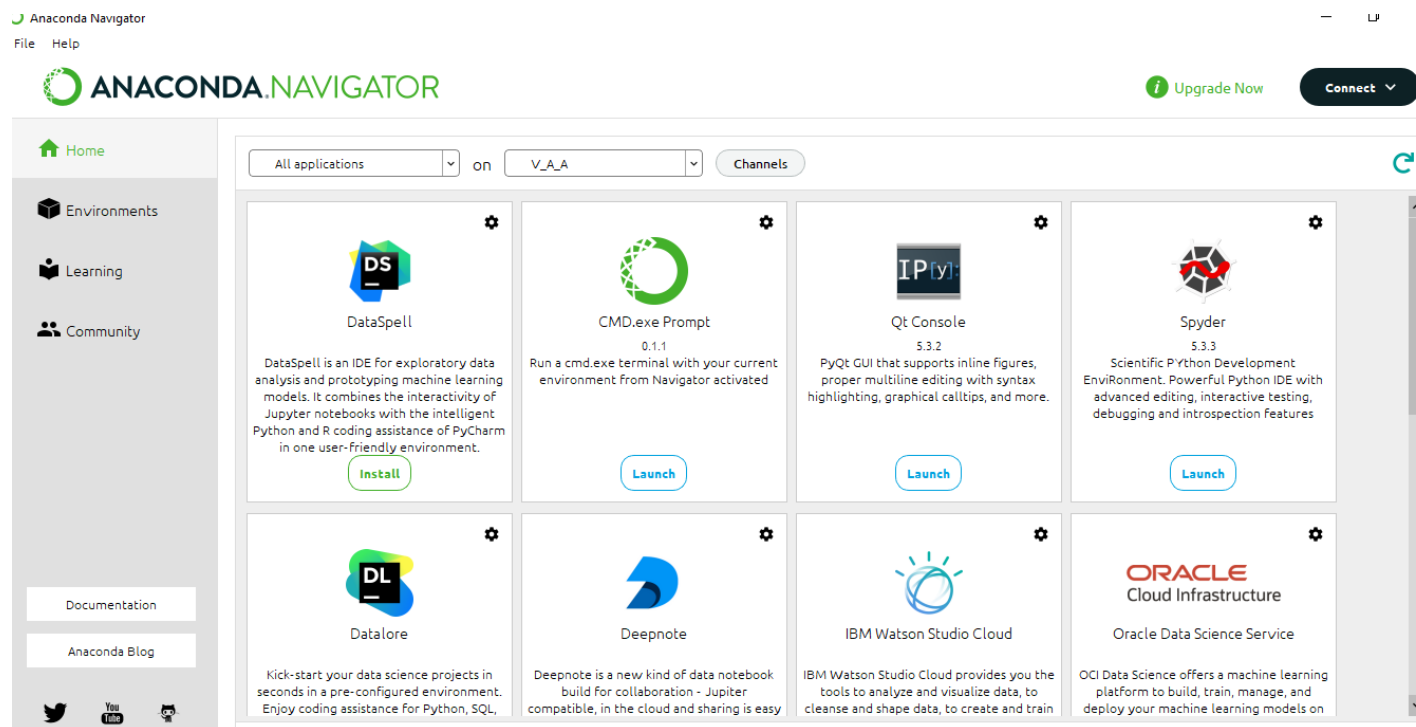 Anaconda Navigator
File Help
ANACONDA.NAVIGATOR
i Upgrade Now
Connect
Home
Environments
Learning
Community
Documentation
Anaconda Blog
You
Tube
All applications on V_A_A Channels
DS
DataSpell
DataSpell is an IDE for exploratory data
analysis and prototyping machine learning
models. It combines the interactivity of
Jupyter notebooks with the intelligent
Python and R coding assistance of PyCharm
in one user-friendly environment.
Install
CMD.exe Prompt
0.1.1
Run a cmd.exe terminal with your current
environment from Navigator activated
Launch
IP[y]:
Qt Console
5.3.2
PyQt GUI that supports inline figures,
proper multiline editing with syntax
highlighting, graphical calltips, and more.
Launch
Spyder
5.3.3
Scientific PYthon Development
EnviRonment. Powerful Python IDE with
advanced editing, interactive testing,
debugging and introspection features
Launch
DL
Datalore
Kick-start your data science projects in
seconds in a pre-configured environment.
Enjoy coding assistance for Python, SQL,
Deepnote
Deepnote is a new kind of data notebook
build for collaboration - Jupiter
compatible, in the cloud and sharing is easy
IBM Watson Studio Cloud
IBM Watson Studio Cloud provides you the
tools to analyze and visualize data, to
cleanse and shape data, to create and train
ORACLE
Cloud Infrastructure
Oracle Data Science Service
OCI Data Science offers a machine learning
platform to build, train, manage, and
deploy your machine learning models on